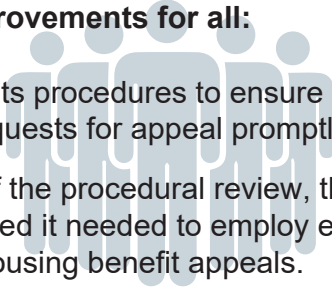 rovements for all:
ts procedures to ensure
quests for appeal promptl
f the procedural review, th
ed it needed to employ e
ousing benefit appeals.